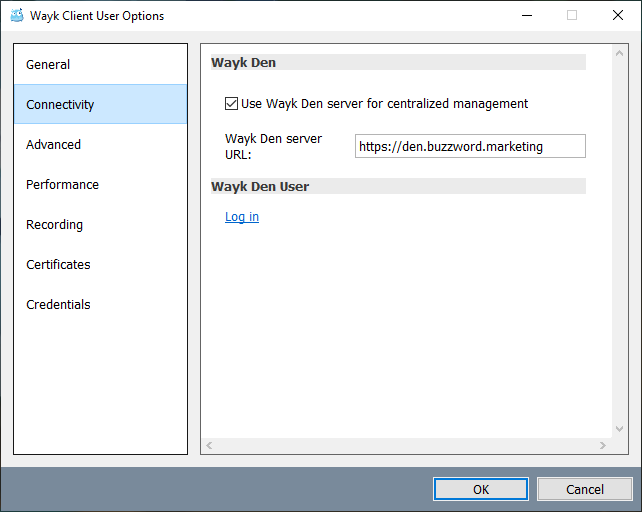 Wayk Client User Options
General
Connectivity
Advanced
Performance
Recording
Certificates
Credentials
Wayk Den
Use Wayk Den server for centralized management
Wayk Den server
URL:
https://den.buzzword.marketing
Wayk Den User
Log in
OK
Cancel